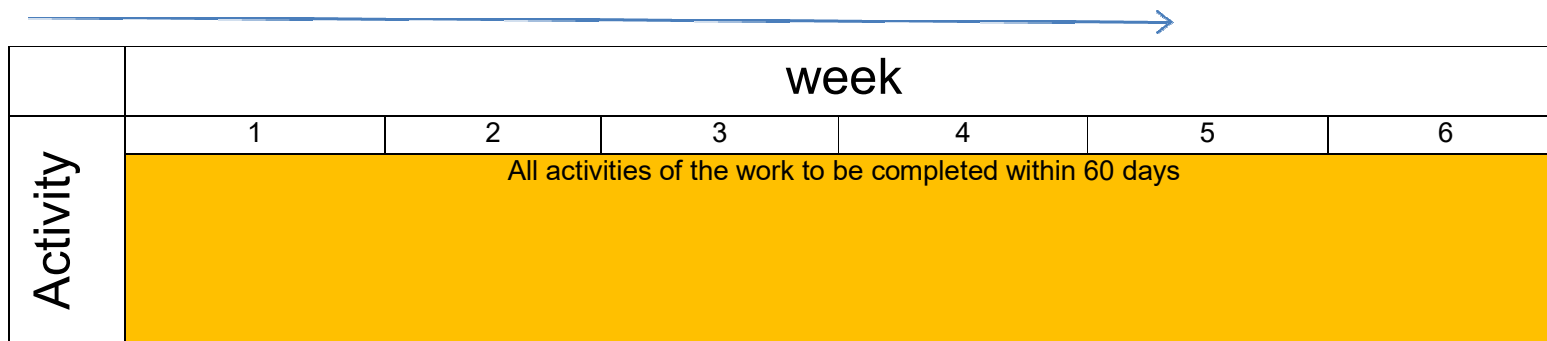 week
1 2 3 4 5 6
Activity
All activities of the work to be completed within 60 days